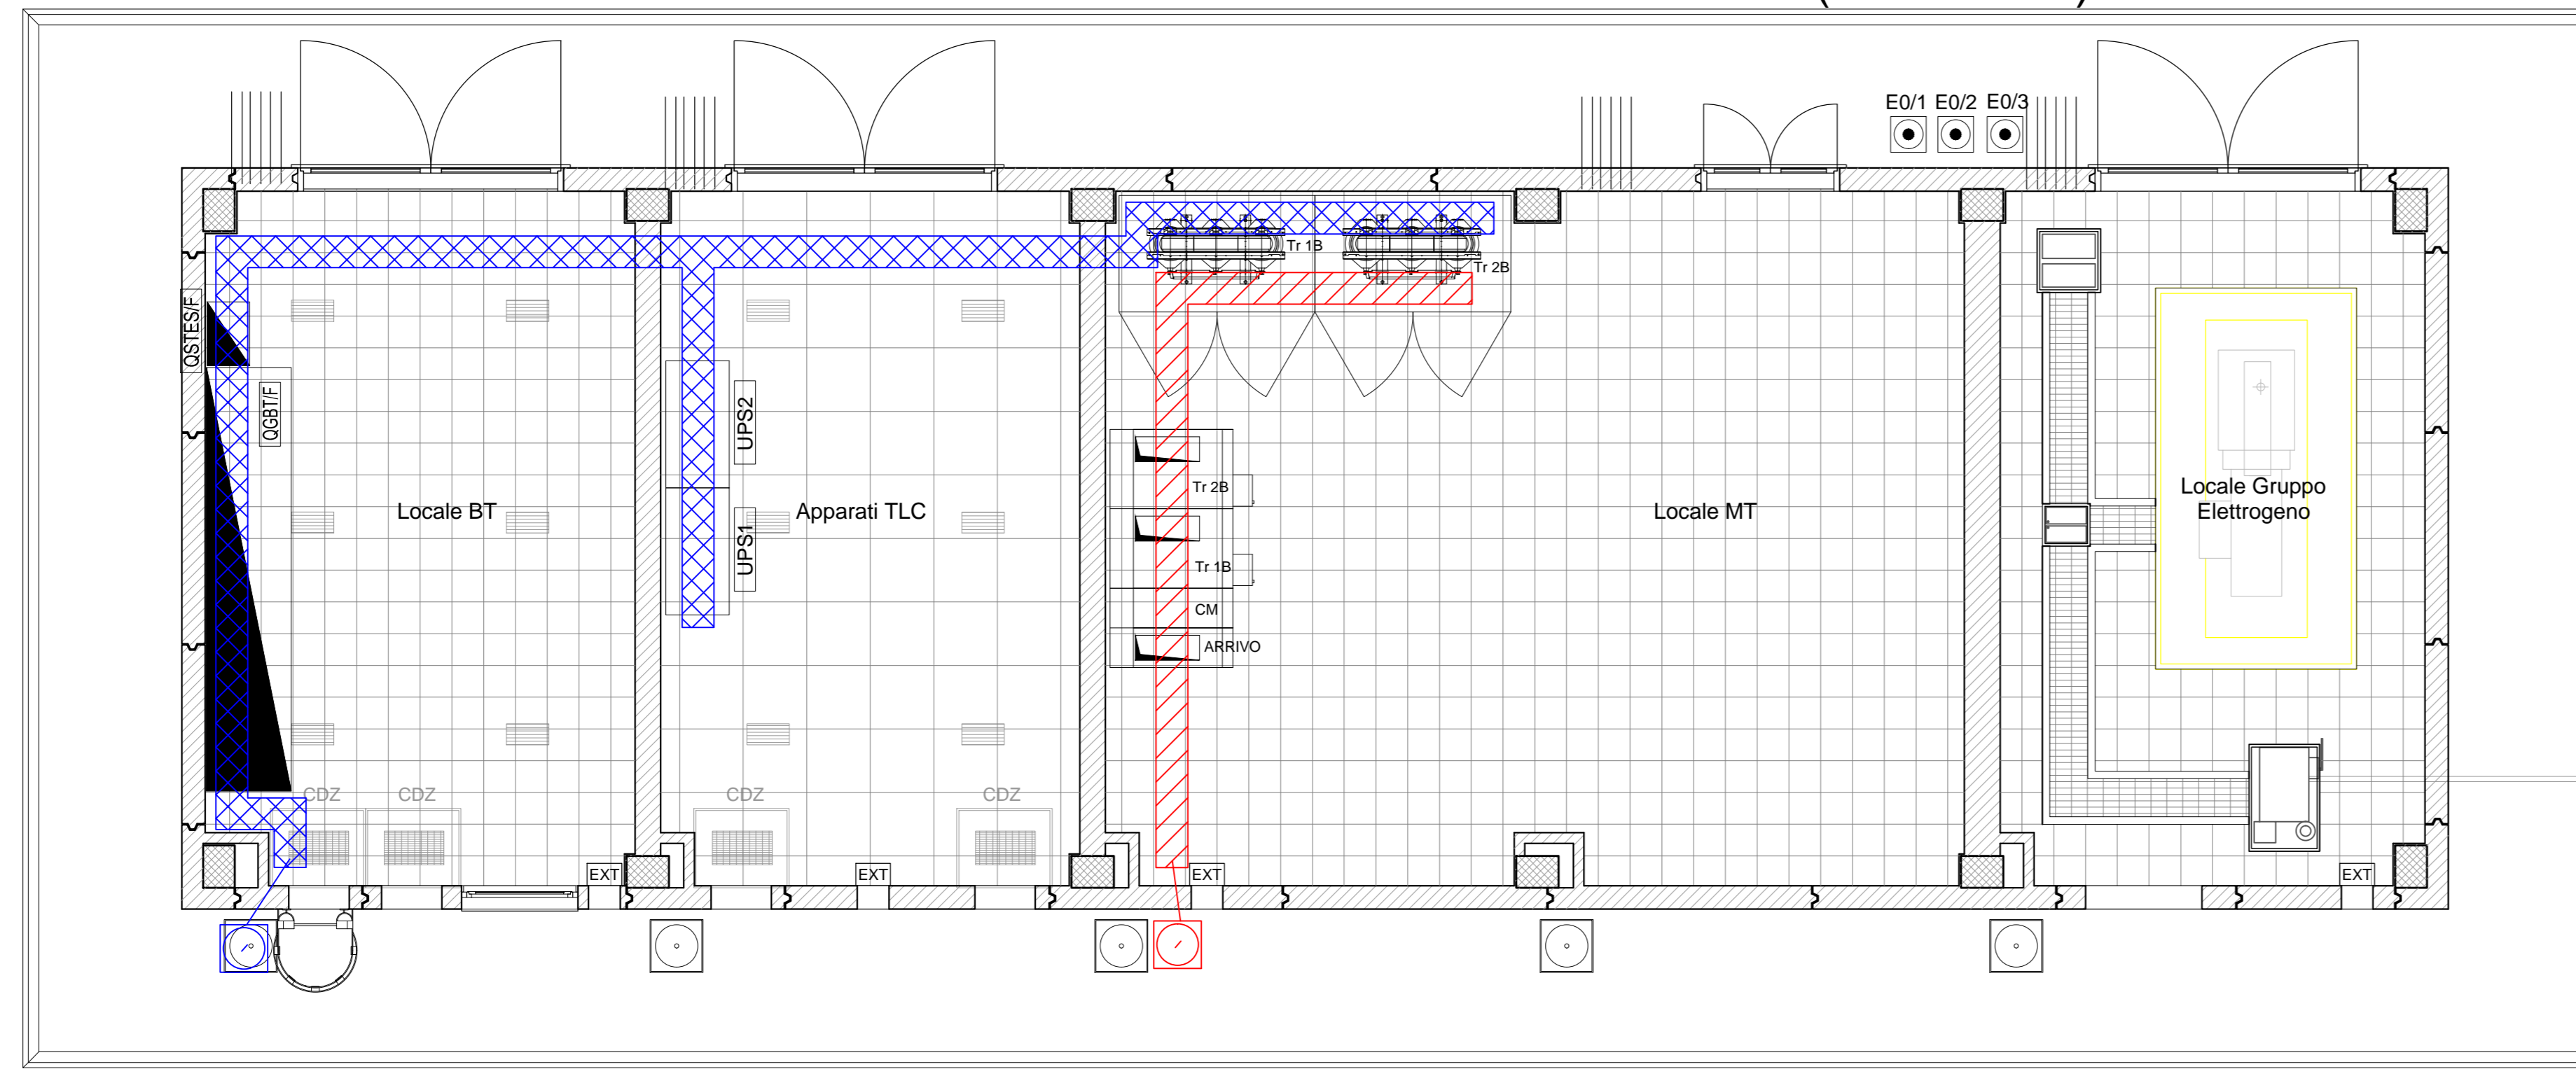 E0/1 E0/2 E0/3
Tr 1B
Tr 2B
QSTES/F
QGBT/F
UPS2
UPS1
Locale BT
Apparati TLC
Tr 2B
Tr 1B
CM
ARRIVO
Locale MT
Locale Gruppo
Elettrogeno
CDZ
CDZ
CDZ
CDZ
EXT
EXT
EXT
EXT